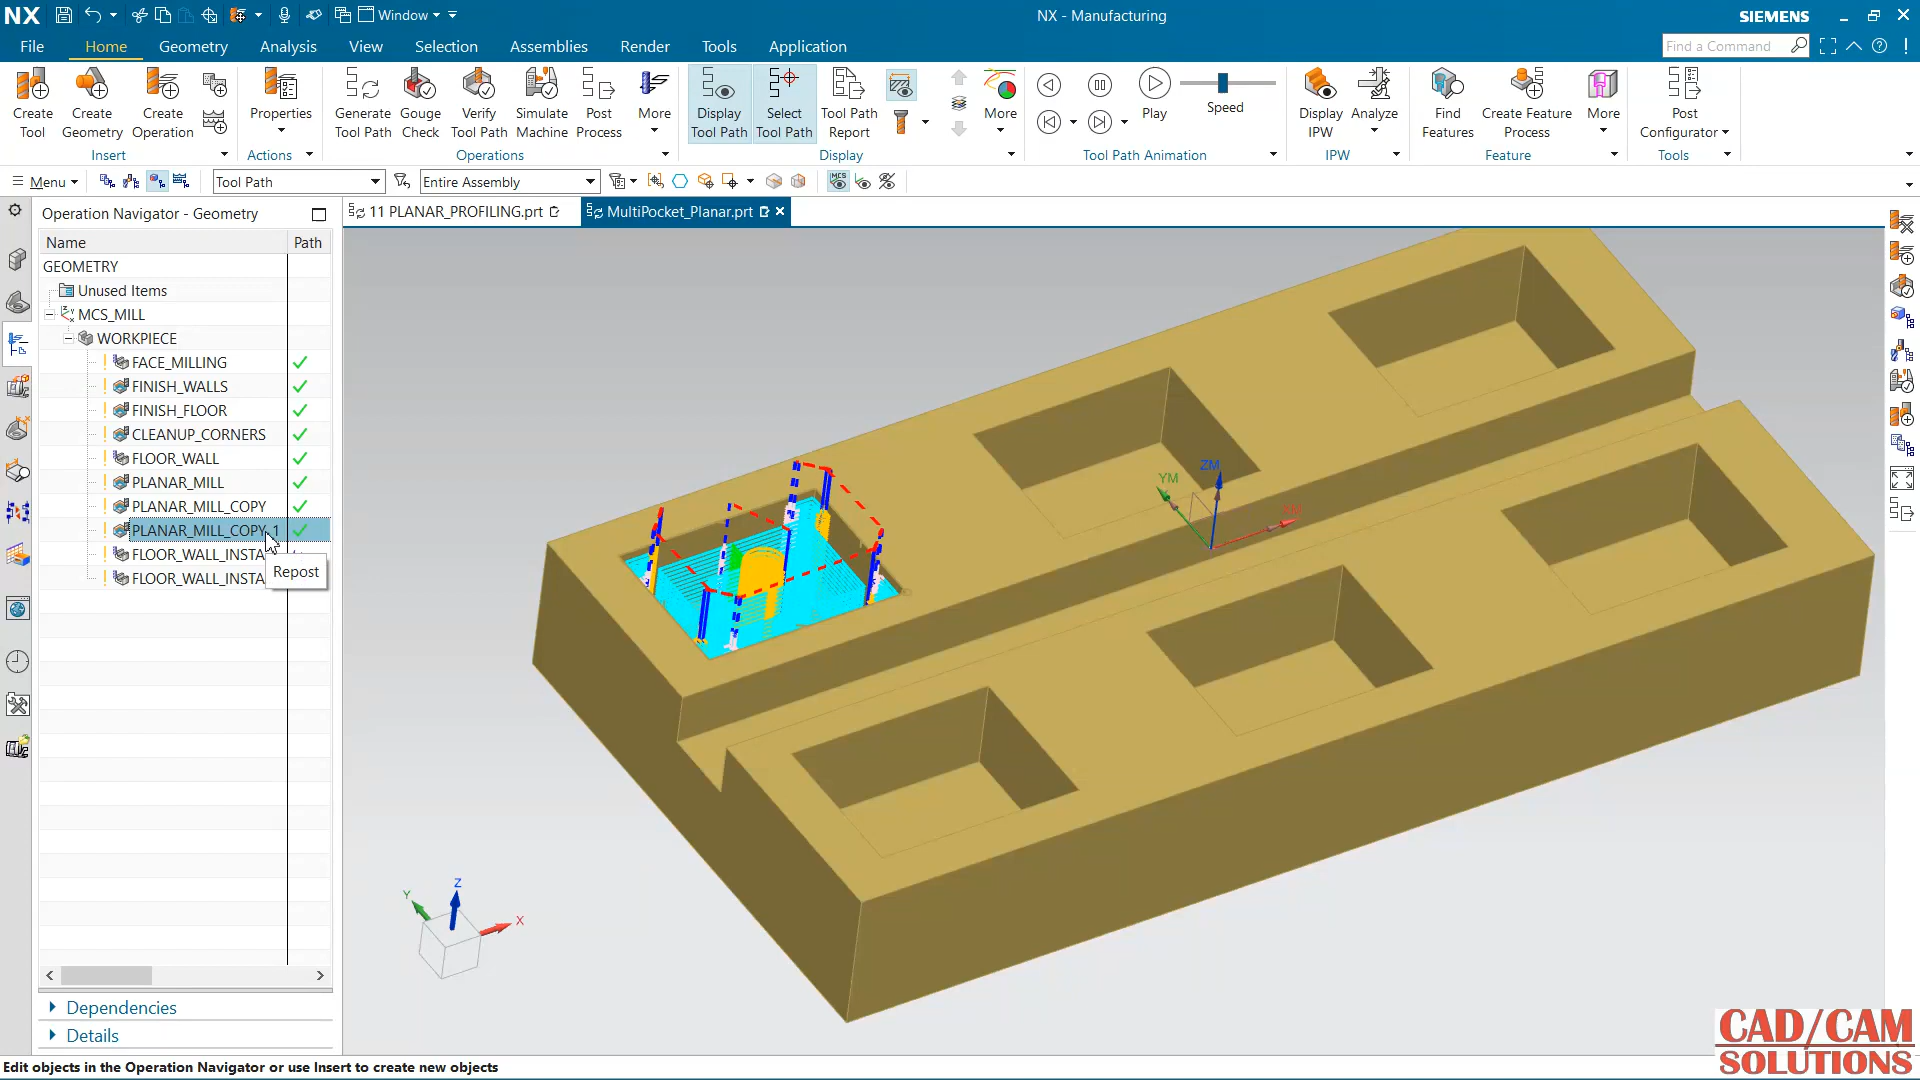 NX
Window
NX - Manufacturing
SIEMENS
File
Home
Geometry
Analysis
View
Selection
Assemblies
Render
Tools
Application
Find a Command
Create Tool
Create Geometry
Create Operation
Properties
Generate Tool Path
Gouge Check
Verify Tool Path
Simulate Machine
Post Process
More
Display Tool Path
Select Tool Path
Tool Path Report
More
Play
Speed
Display IPW
Analyze
Find Features
Create Feature Process
More
Post Configurator
Insert
Actions
Operations
Display
Tool Path Animation
IPW
Feature
Tools
Menu
Tool Path
Entire Assembly
MCS
Operation Navigator - Geometry
11 PLANAR_PROFILING.prt
MultiPocket_Planar.prt
Name
Path
GEOMETRY
Unused Items
MCS_MILL
WORKPIECE
FACE_MILLING
FINISH_WALLS
FINISH_FLOOR
CLEANUP_CORNERS
FLOOR_WALL
PLANAR_MILL
PLANAR_MILL_COPY
PLANAR_MILL_COPY_1
FLOOR_WALL_INSTA
FLOOR_WALL_INSTA
Repost
ZM
YM
XM
Z
Y
X
Dependencies
Details
Edit objects in the Operation Navigator or use Insert to create new objects
CAD/CAM
SOLUTIONS